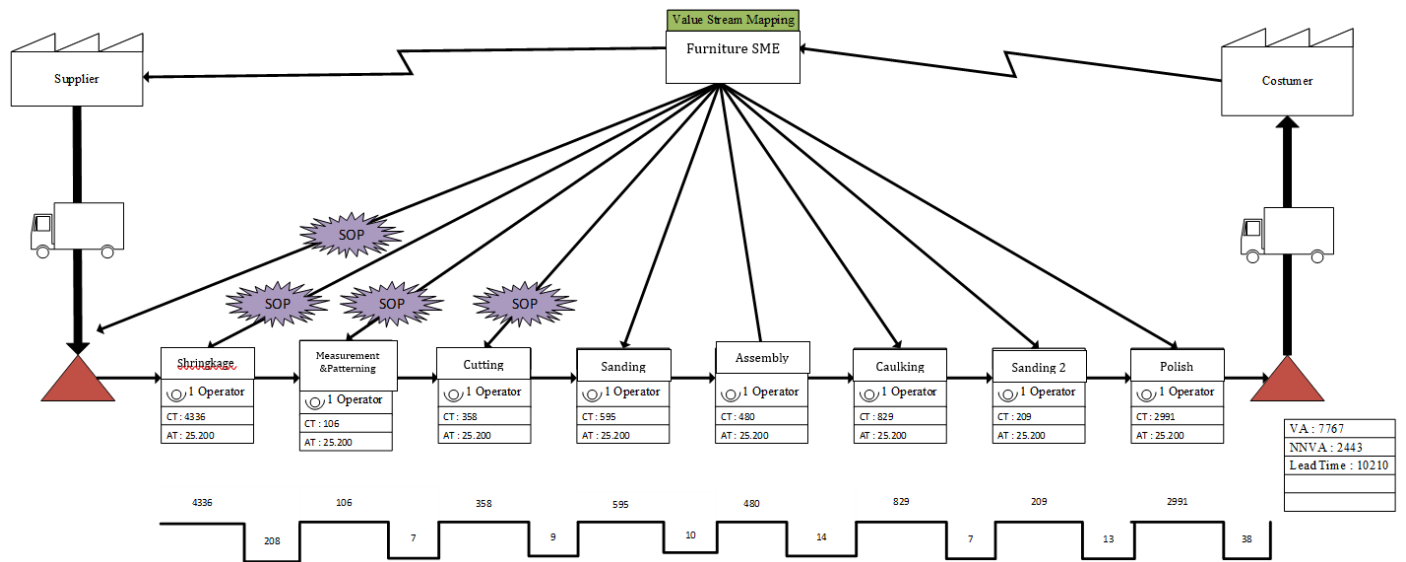 Value Stream Mapping
Furniture SME
Supplier
Costumer
SOP
SOP
SOP
SOP
Shringkage
1 Operator
CT : 4336
AT : 25.200
Measurement
&Patterning
1 Operator
CT : 106
AT : 25.200
Cutting
1 Operator
CT : 358
AT : 25.200
Sanding
1 Operator
CT : 595
AT : 25.200
Assembly
1 Operator
CT : 480
AT : 25.200
Caulking
1 Operator
CT : 829
AT : 25.200
Sanding 2
1 Operator
CT : 209
AT : 25.200
Polish
1 Operator
CT : 2991
AT : 25.200
VA : 7767
NNVA : 2443
Lead Time : 10210
4336
208
106
7
358
9
595
10
480
14
829
7
209
13
2991
38